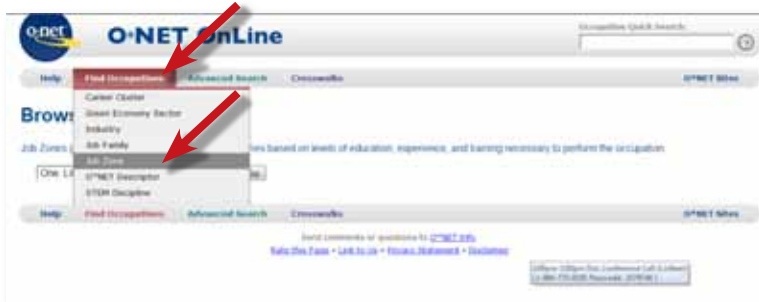 o·net O·NET OnLine
Occupation Quick Search:
Help Find Occupations Advanced Search Crosswalks O*NET Sites
Career Cluster
Green Economy Sector
Industry
Job Family
Job Zone
O*NET Descriptor
STEM Discipline
Brow
Job Zones based on levels of education, experience, and training necessary to perform the occupation.
Help Find Occupations Advanced Search Crosswalks O*NET Sites
Send comments or questions to O*NET Info.
Rate this Page • Link to Us • Privacy Statement • Disclaimer